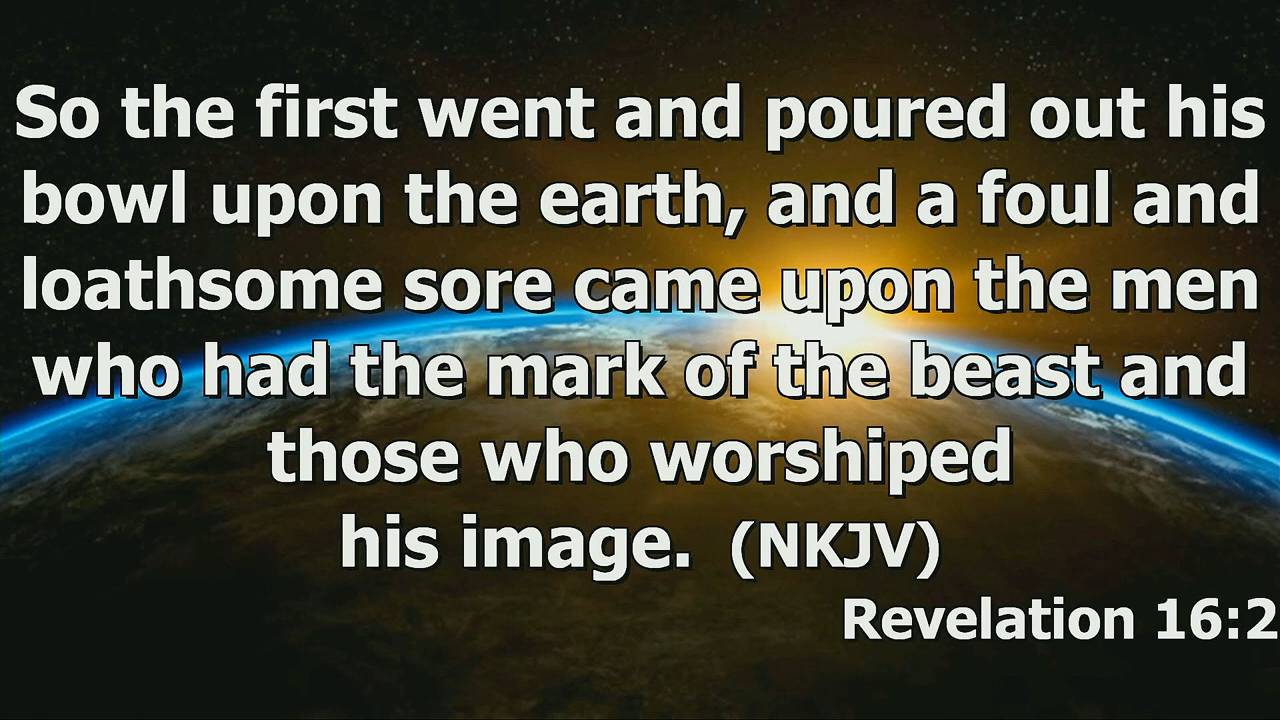 So the first went and poured out his
bowl upon the earth, and a foul and
loathsome sore came upon the men
who had the mark of the beast and
those who worshiped
his image. (NKJV)
Revelation 16:2